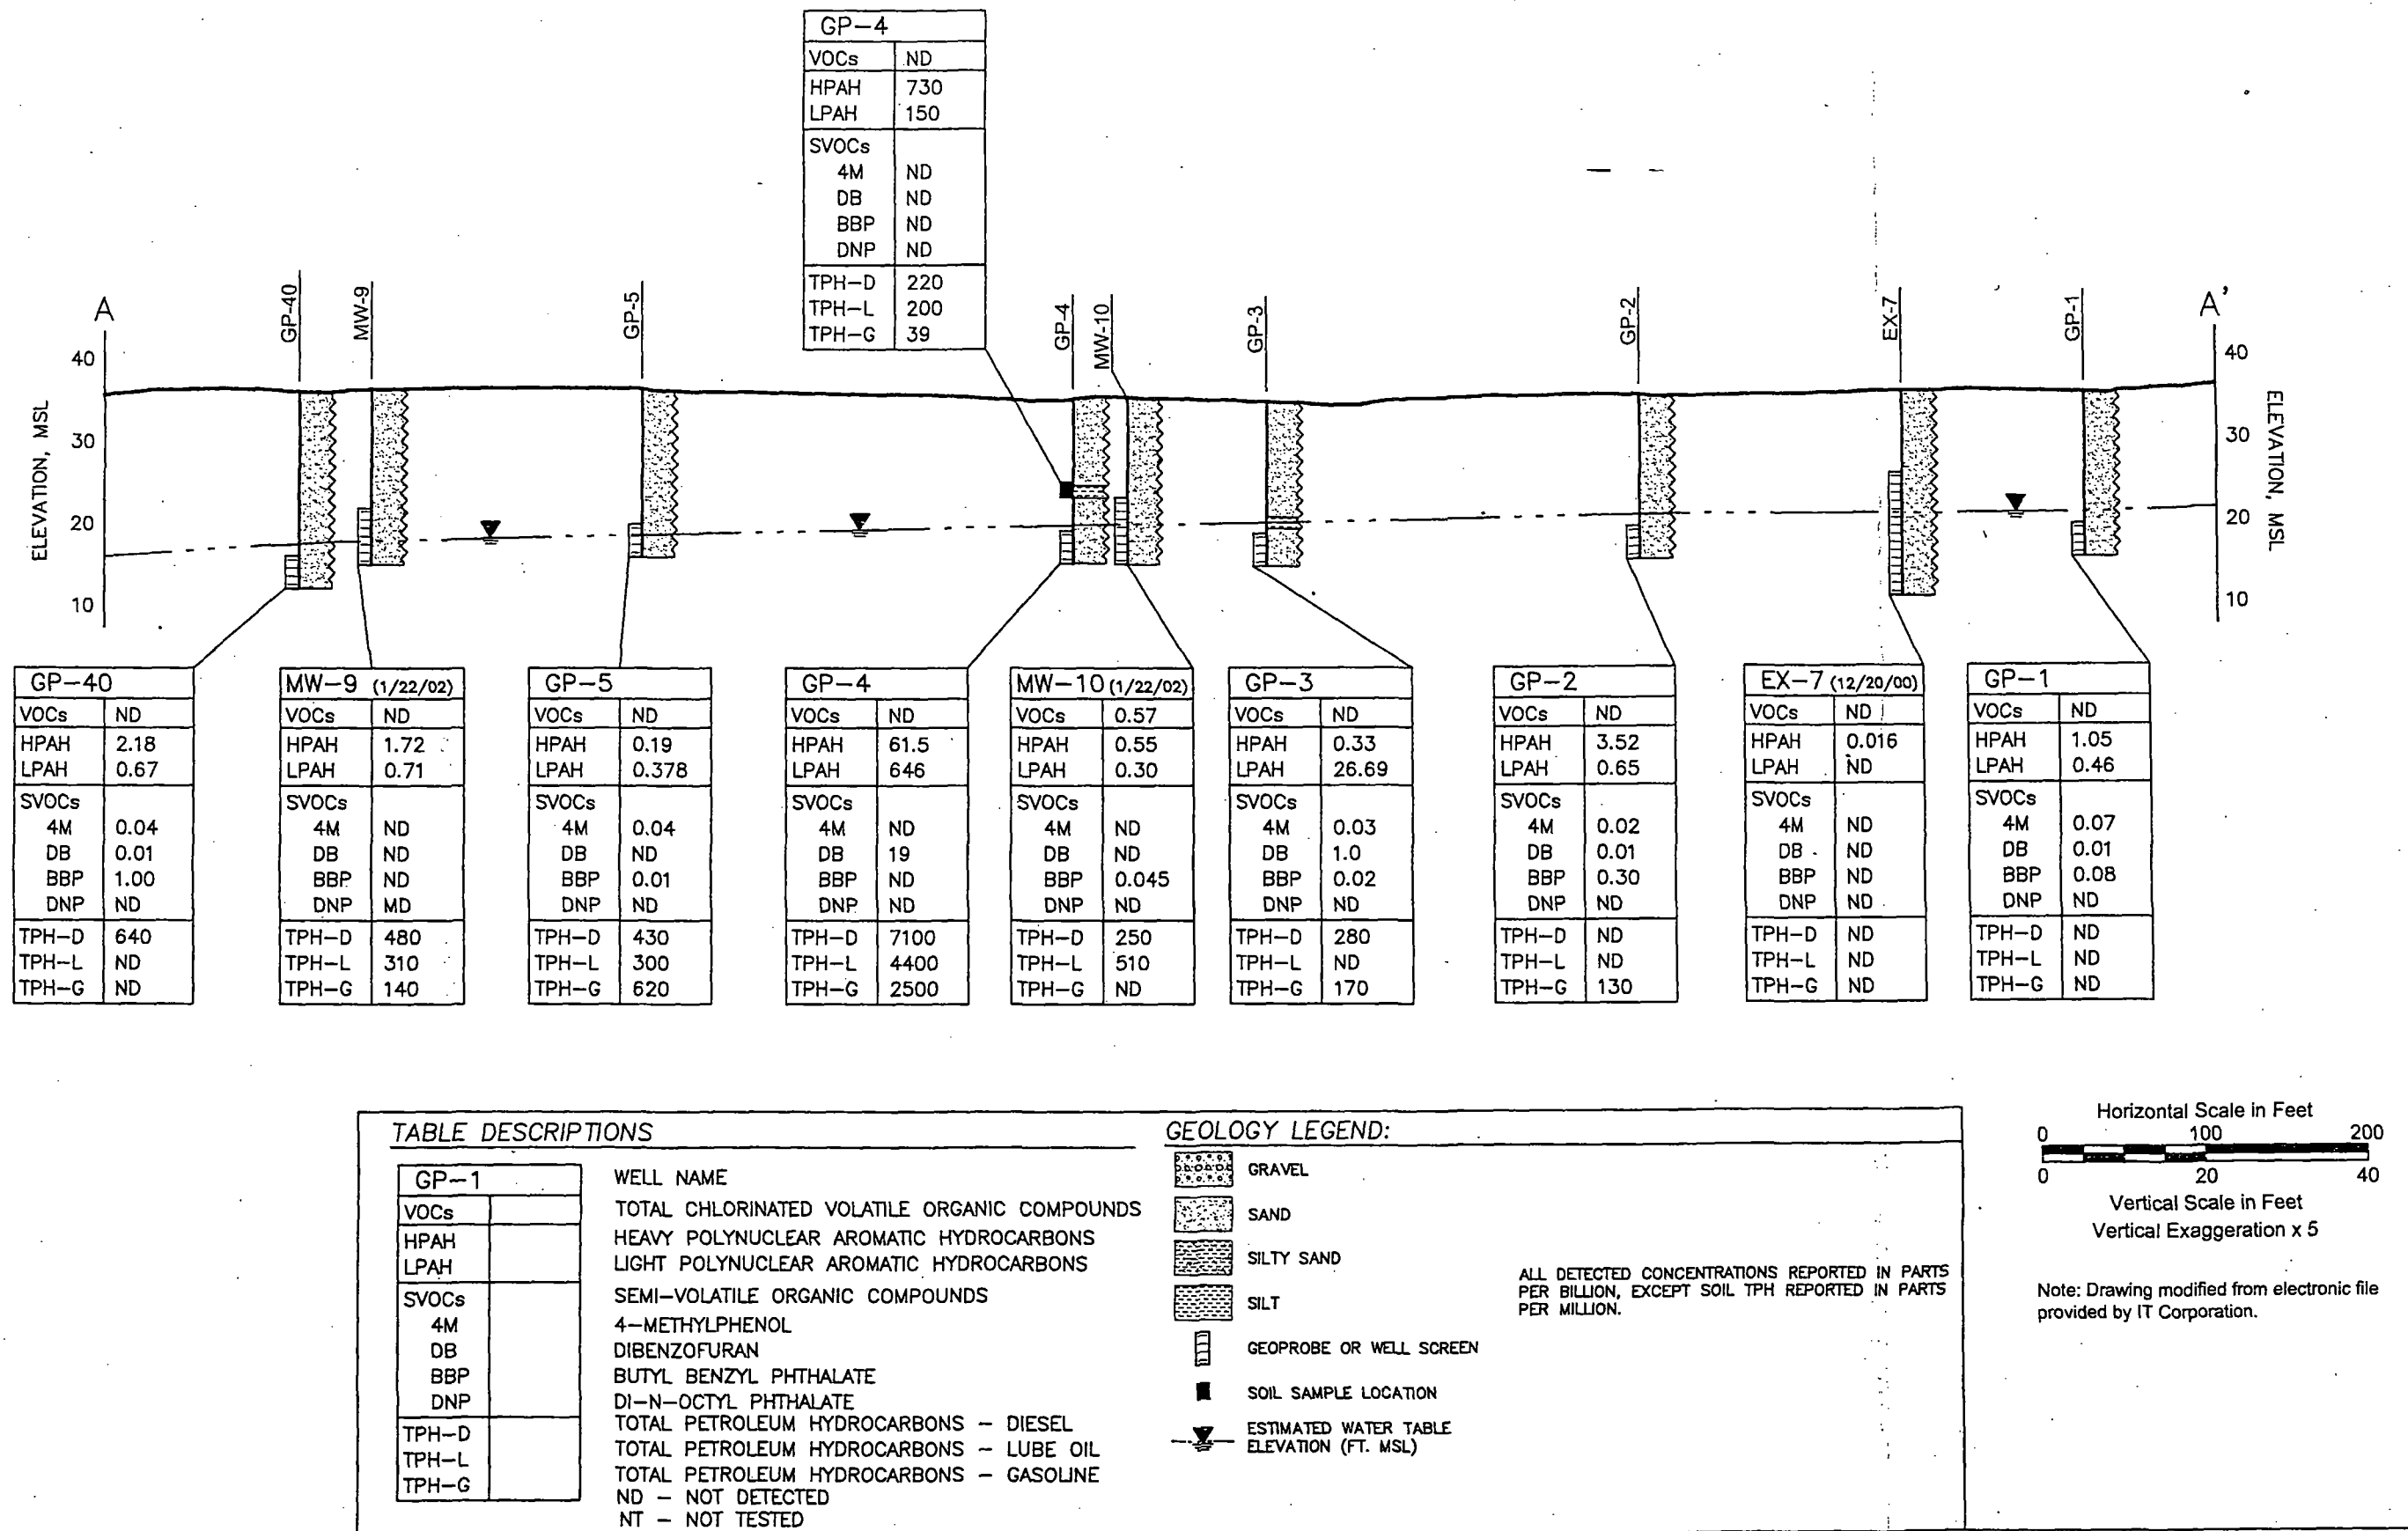 GP-4
VOCs ND
HPAH 730
LPAH 150
SVOCs
4M ND
DB ND
BBP ND
DNP ND
TPH-D 220
TPH-L 200
TPH-G 39
A
GP-40
MW-9
GP-5
GP-4
MW-10
GP-3
GP-2
EX-7
GP-1
A'
ELEVATION, MSL
40
30
20
10
40
30
20
10
ELEVATION, MSL
GP-40
VOCs ND
HPAH 2.18
LPAH 0.67
SVOCs
4M 0.04
DB 0.01
BBP 1.00
DNP ND
TPH-D 640
TPH-L ND
TPH-G ND
MW-9 (1/22/02)
VOCs ND
HPAH 1.72
LPAH 0.71
SVOCs
4M ND
DB ND
BBP ND
DNP MD
TPH-D 480
TPH-L 310
TPH-G 140
GP-5
VOCs ND
HPAH 0.19
LPAH 0.378
SVOCs
4M 0.04
DB ND
BBP 0.01
DNP ND
TPH-D 430
TPH-L 300
TPH-G 620
GP-4
VOCs ND
HPAH 61.5
LPAH 646
SVOCs
4M ND
DB 19
BBP ND
DNP ND
TPH-D 7100
TPH-L 4400
TPH-G 2500
MW-10 (1/22/02)
VOCs 0.57
HPAH 0.55
LPAH 0.30
SVOCs
4M ND
DB ND
BBP 0.045
DNP ND
TPH-D 250
TPH-L 510
TPH-G ND
GP-3
VOCs ND
HPAH 0.33
LPAH 26.69
SVOCs
4M 0.03
DB 1.0
BBP 0.02
DNP ND
TPH-D 280
TPH-L ND
TPH-G 170
GP-2
VOCs ND
HPAH 3.52
LPAH 0.65
SVOCs
4M 0.02
DB 0.01
BBP 0.30
DNP ND
TPH-D ND
TPH-L ND
TPH-G 130
EX-7 (12/20/00)
VOCs ND
HPAH 0.016
LPAH ND
SVOCs
4M ND
DB ND
BBP ND
DNP ND
TPH-D ND
TPH-L ND
TPH-G ND
GP-1
VOCs ND
HPAH 1.05
LPAH 0.46
SVOCs
4M 0.07
DB 0.01
BBP 0.08
DNP ND
TPH-D ND
TPH-L ND
TPH-G ND
TABLE DESCRIPTIONS
GP-1 WELL NAME
VOCs TOTAL CHLORINATED VOLATILE ORGANIC COMPOUNDS
HPAH HEAVY POLYNUCLEAR AROMATIC HYDROCARBONS
LPAH LIGHT POLYNUCLEAR AROMATIC HYDROCARBONS
SVOCs SEMI-VOLATILE ORGANIC COMPOUNDS
4M 4-METHYLPHENOL
DB DIBENZOFURAN
BBP BUTYL BENZYL PHTHALATE
DNP DI-N-OCTYL PHTHALATE
TPH-D TOTAL PETROLEUM HYDROCARBONS - DIESEL
TPH-L TOTAL PETROLEUM HYDROCARBONS - LUBE OIL
TPH-G TOTAL PETROLEUM HYDROCARBONS - GASOLINE
ND - NOT DETECTED
NT - NOT TESTED
GEOLOGY LEGEND:
GRAVEL
SAND
SILTY SAND
SILT
GEOPROBE OR WELL SCREEN
SOIL SAMPLE LOCATION
ESTIMATED WATER TABLE
ELEVATION (FT. MSL)
ALL DETECTED CONCENTRATIONS REPORTED IN PARTS
PER BILLION, EXCEPT SOIL TPH REPORTED IN PARTS
PER MILLION.
Horizontal Scale in Feet
0 100 200
0 20 40
Vertical Scale in Feet
Vertical Exaggeration x 5
Note: Drawing modified from electronic file
provided by IT Corporation.